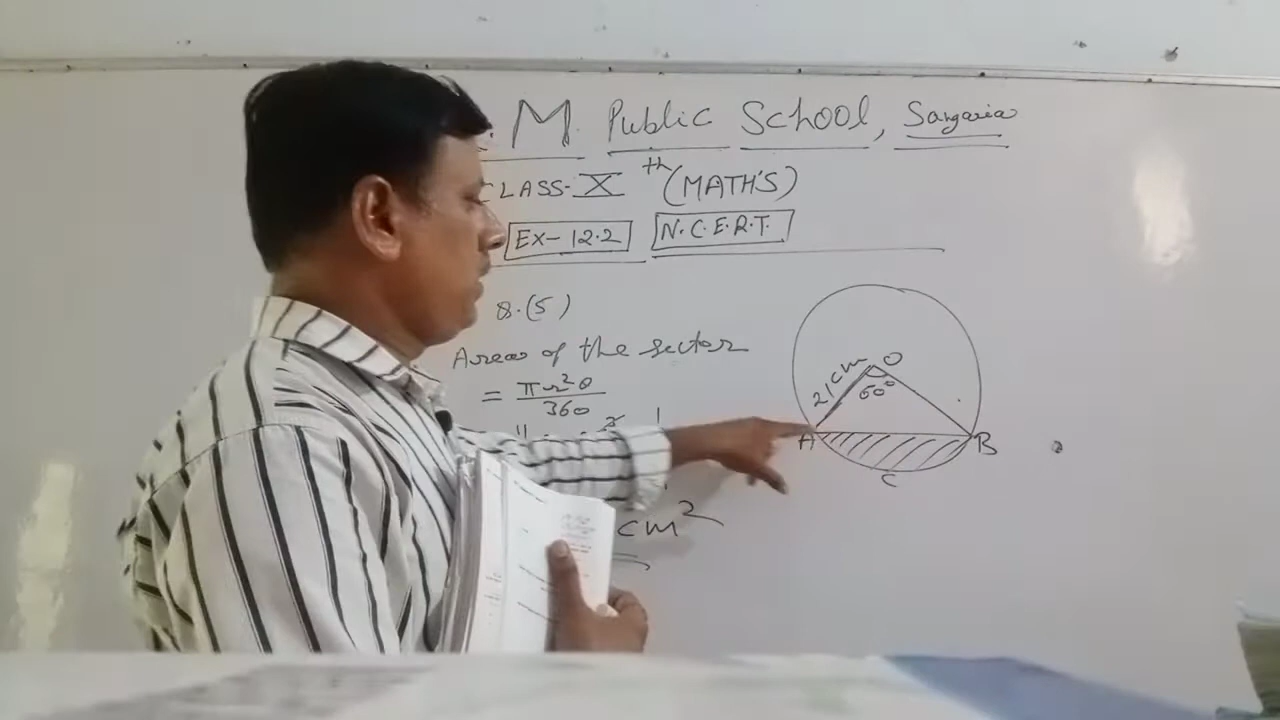 M. Public School, Sangaria
CLASS- X th (MATH'S)
EX- 12.2 N.C.E.R.T.
8.(5)
Area of the sector
= πr²θ
360
cm²
O
21cm
60°
A
B
C